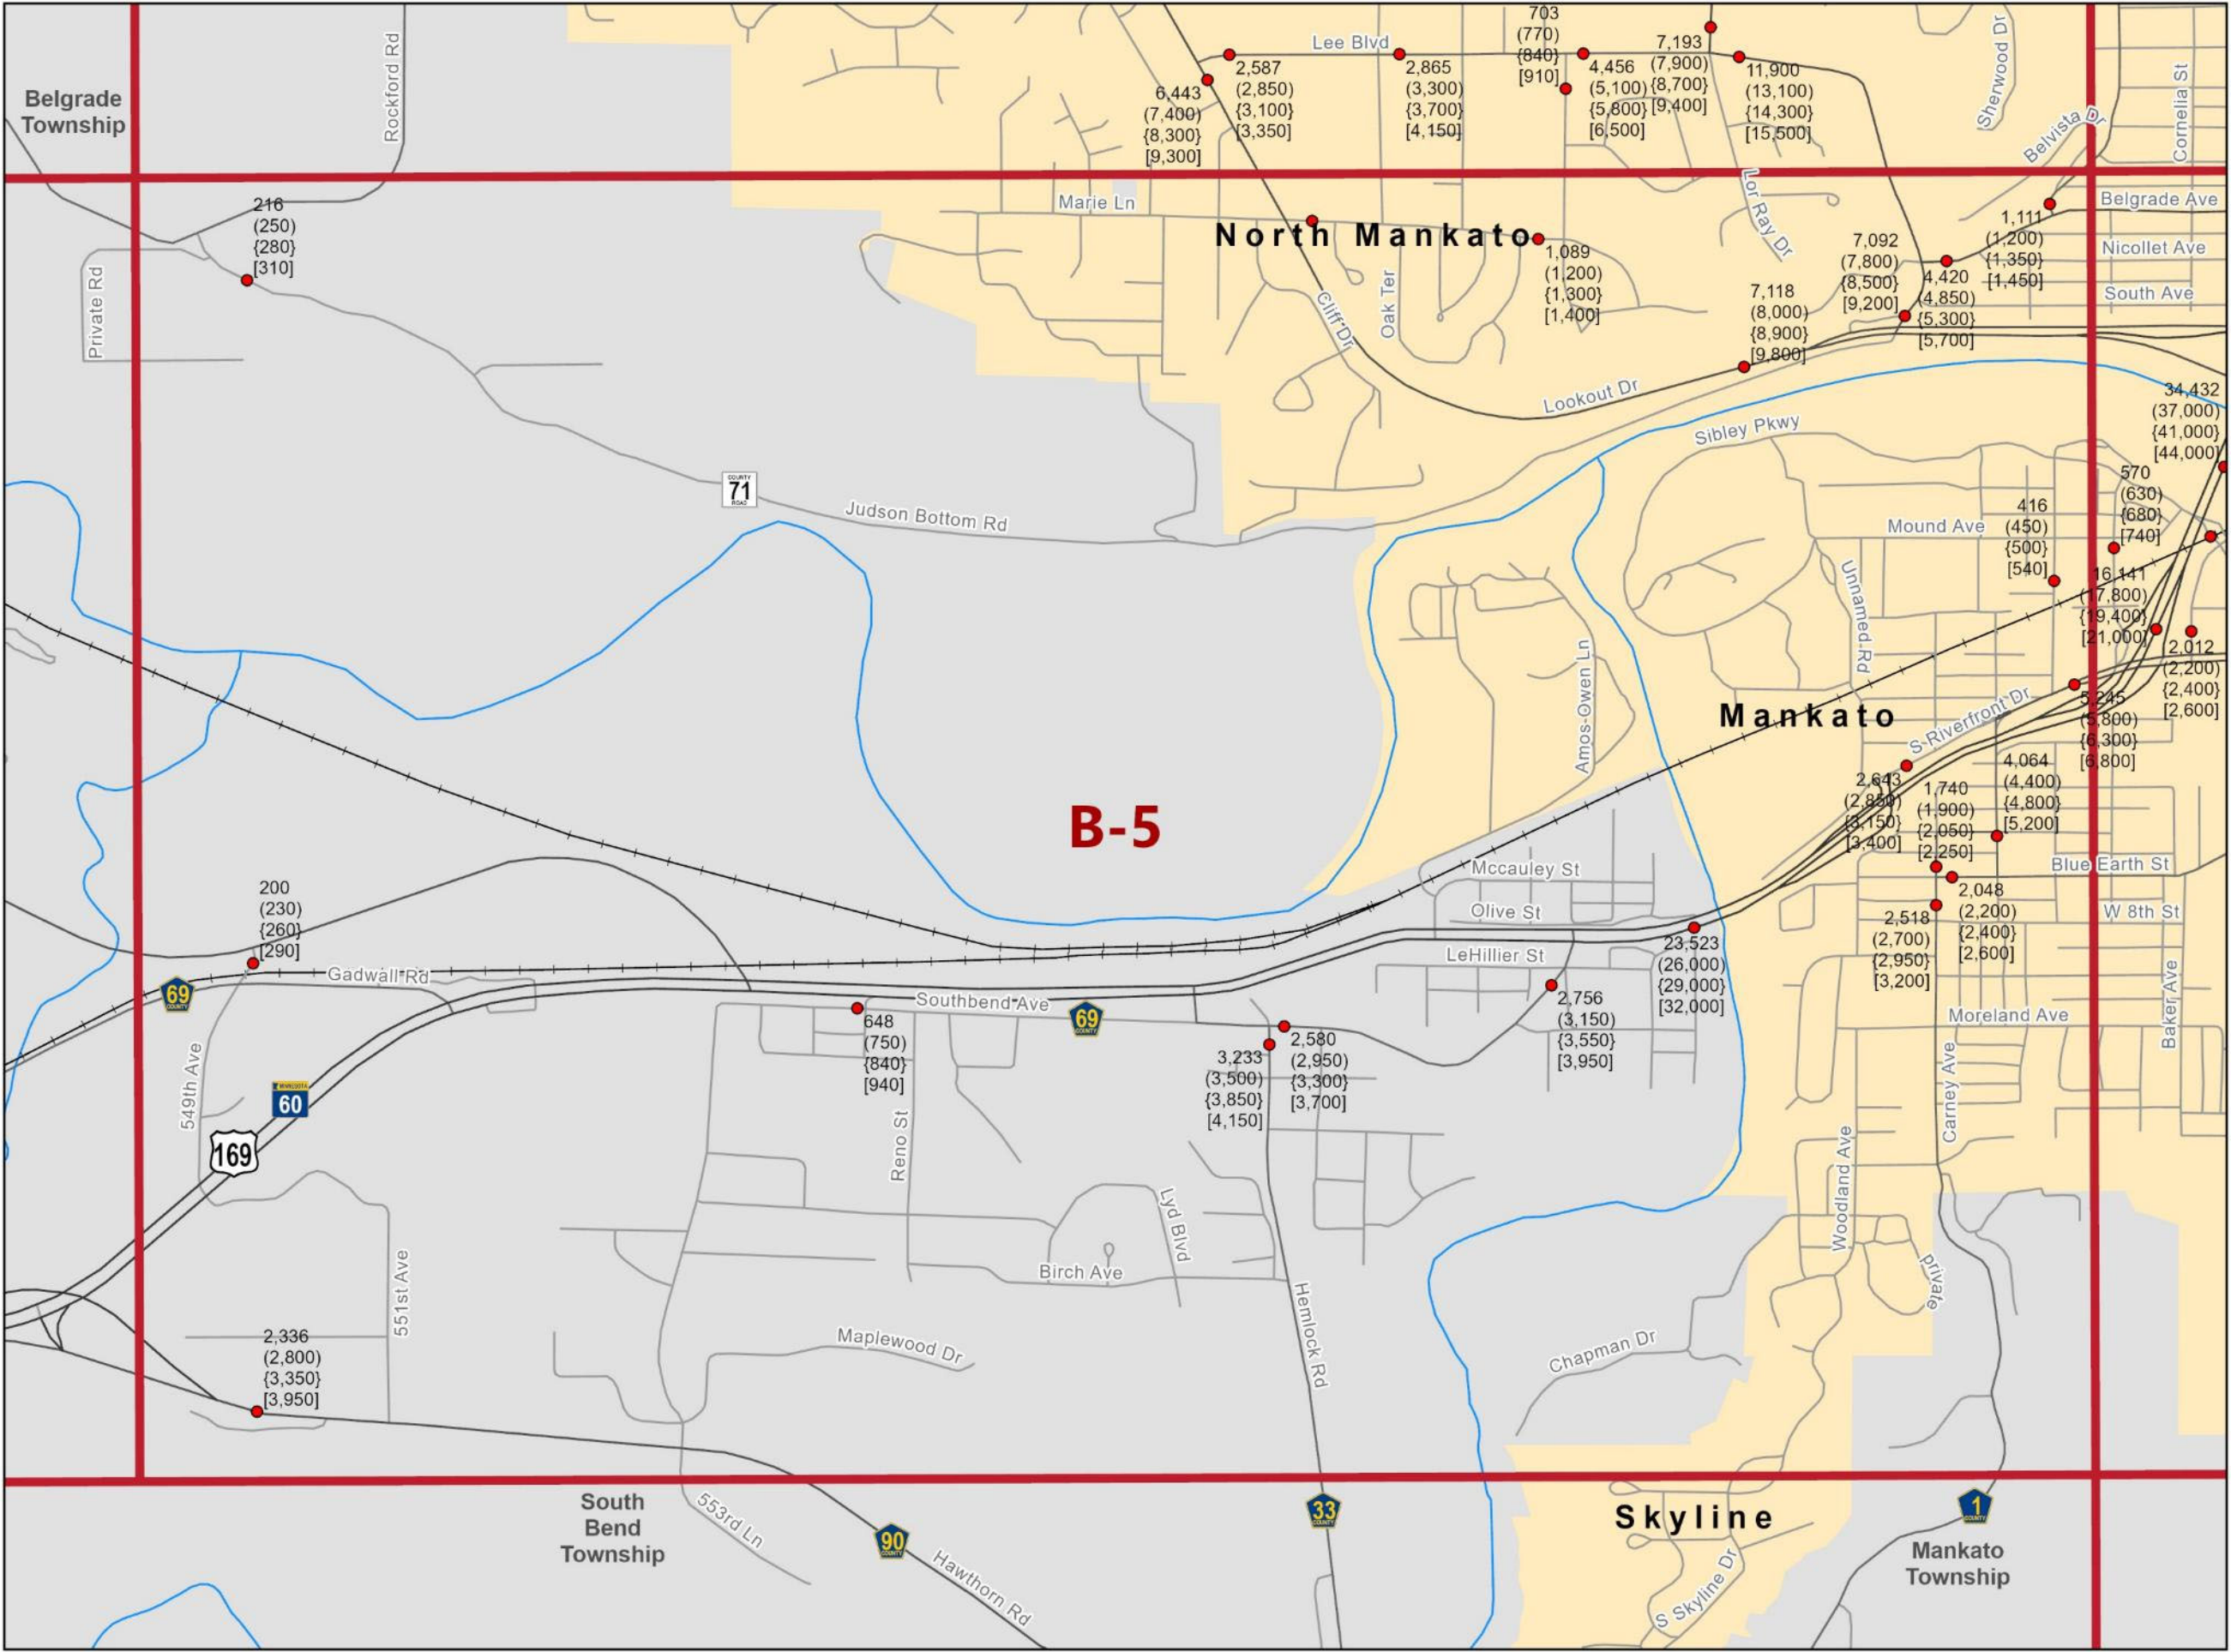 Belgrade
Township
Rockford Rd
Lee Blvd
6,443
(7,400)
{8,300}
[9,300]
2,587
(2,850)
{3,100}
[3,350]
2,865
(3,300)
{3,700}
[4,150]
703
(770)
{840}
[910]
4,456
(5,100)
{5,800}
[6,500]
7,193
(7,900)
{8,700}
[9,400]
11,900
(13,100)
{14,300}
[15,500]
Sherwood Dr
Belvista Dr
Cornelia St
216
(250)
{280}
[310]
Private Rd
Marie Ln
North Mankato
Cliff Dr
Oak Ter
1,089
(1,200)
{1,300}
[1,400]
Lor Ray Dr
7,118
(8,000)
{8,900}
[9,800]
7,092
(7,800)
{8,500}
[9,200]
4,420
(4,850)
{5,300}
[5,700]
1,111
(1,200)
{1,350}
[1,450]
Belgrade Ave
Nicollet Ave
South Ave
Lookout Dr
Sibley Pkwy
34,432
(37,000)
{41,000}
[44,000]
COUNTY
71
ROAD
Judson Bottom Rd
Mound Ave
416
(450)
{500}
[540]
570
(630)
{680}
[740]
Unnamed Rd
16,141
(17,800)
{19,400}
[21,000]
2,012
(2,200)
{2,400}
[2,600]
Amos Owen Ln
Mankato
S Riverfront Dr
5,245
(5,800)
{6,300}
[6,800]
B-5
2,643
(2,850)
{3,150}
[3,400]
1,740
(1,900)
{2,050}
[2,250]
4,064
(4,400)
{4,800}
[5,200]
Blue Earth St
Mccauley St
Olive St
LeHillier St
200
(230)
{260}
[290]
69
COUNTY
Gadwall Rd
Southbend Ave
69
COUNTY
23,523
(26,000)
{29,000}
[32,000]
2,518
(2,700)
{2,950}
[3,200]
2,048
(2,200)
{2,400}
[2,600]
W 8th St
Baker Ave
Moreland Ave
648
(750)
{840}
[940]
2,756
(3,150)
{3,550}
[3,950]
3,233
(3,500)
{3,850}
[4,150]
2,580
(2,950)
{3,300}
[3,700]
549th Ave
MINNESOTA
60
169
Reno St
Carney Ave
Woodland Ave
Lyd Blvd
Birch Ave
551st Ave
Hemlock Rd
private
2,336
(2,800)
{3,350}
[3,950]
Maplewood Dr
Chapman Dr
South
Bend
Township
553rd Ln
90
COUNTY
Hawthorn Rd
33
COUNTY
Skyline
S Skyline Dr
1
COUNTY
Mankato
Township